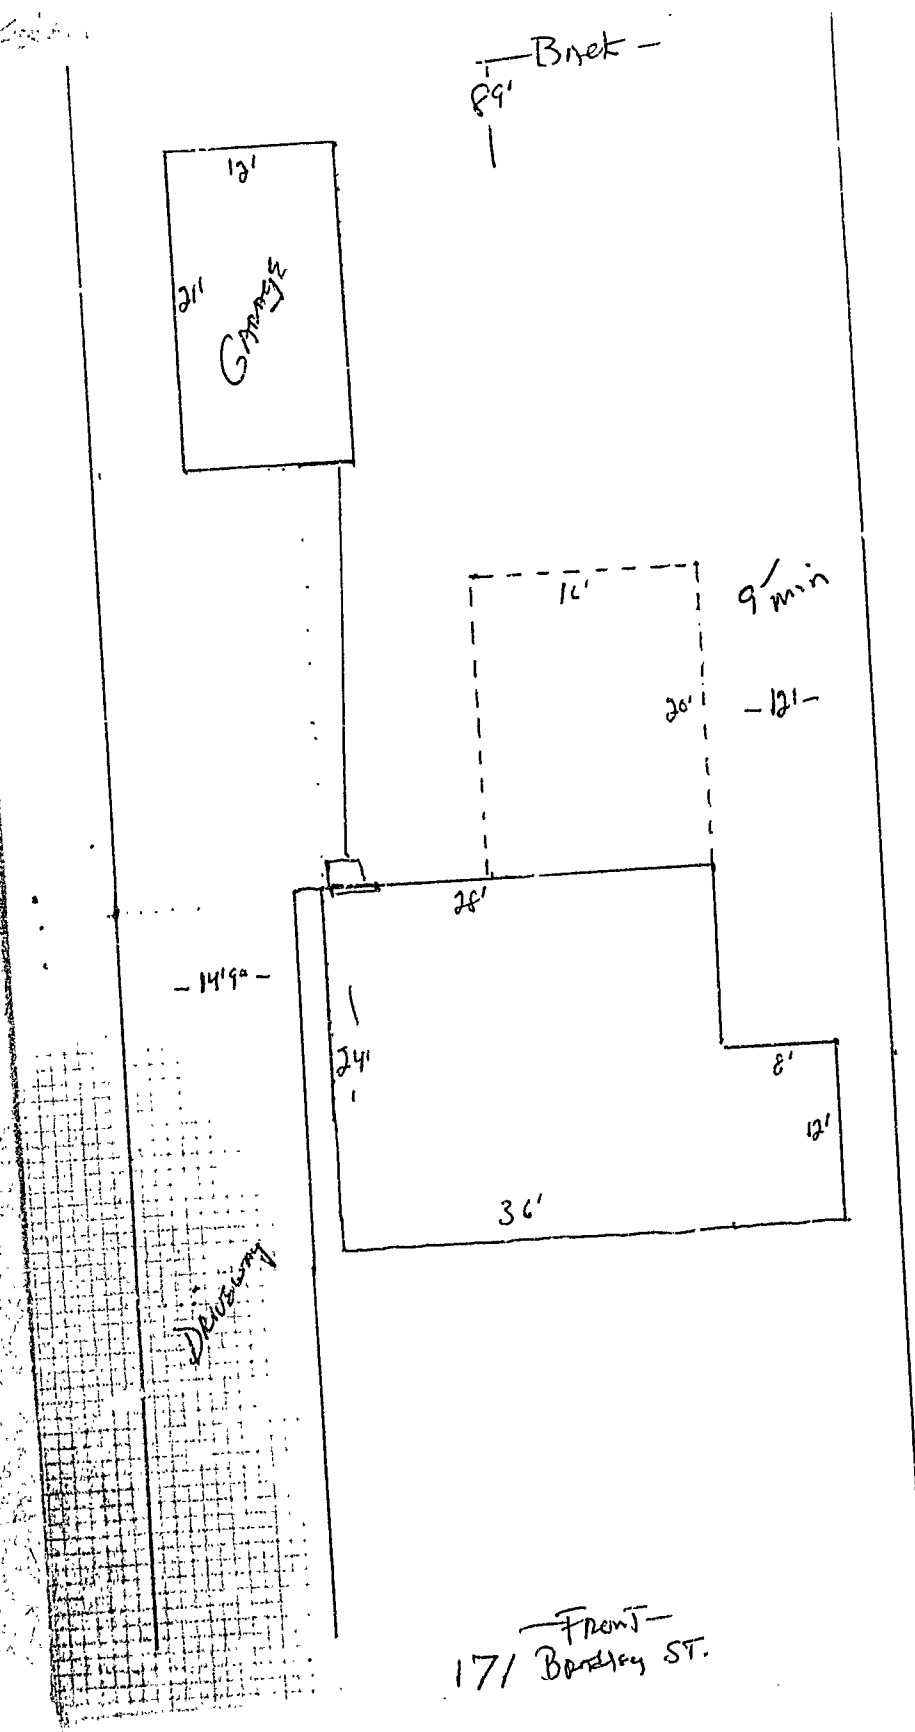 — Back —
89'
12'
21'
GARAGE
16'
9' min
20'
- 12' -
28'
- 14'9" -
24'
8'
12'
36'
DRIVEWAY
— FRONT —
171 Bradley ST.